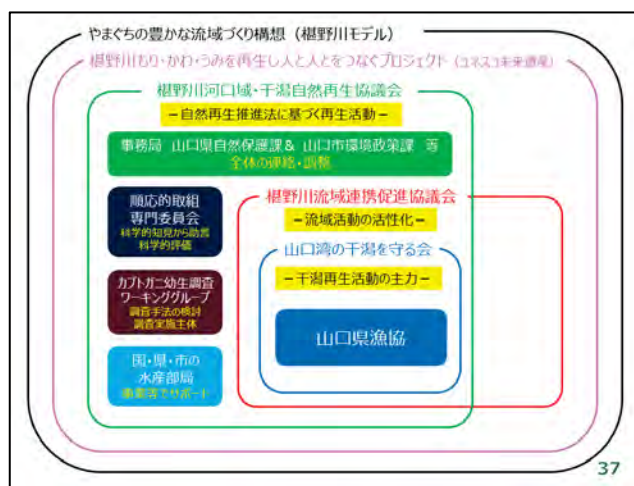 やまぐちの豊かな流域づくり構想（椹野川モデル）
椹野川もり・かわ・うみを再生し人と人とをつなぐプロジェクト（ユネスコ未来遺産）
椹野川河口域・干潟自然再生協議会
－自然再生推進法に基づく再生活動－
事務局 山口県自然保護課＆ 山口市環境政策課 等
全体の連絡・調整
順応的取組
専門委員会
科学的知見から助言
科学的評価
カブトガニ幼生調査
ワーキンググループ
調査手法の検討
調査実施主体
国・県・市の
水産部局
事業等でサポート
椹野川流域連携促進協議会
－流域活動の活性化－
山口湾の干潟を守る会
－干潟再生活動の主力－
山口県漁協
37